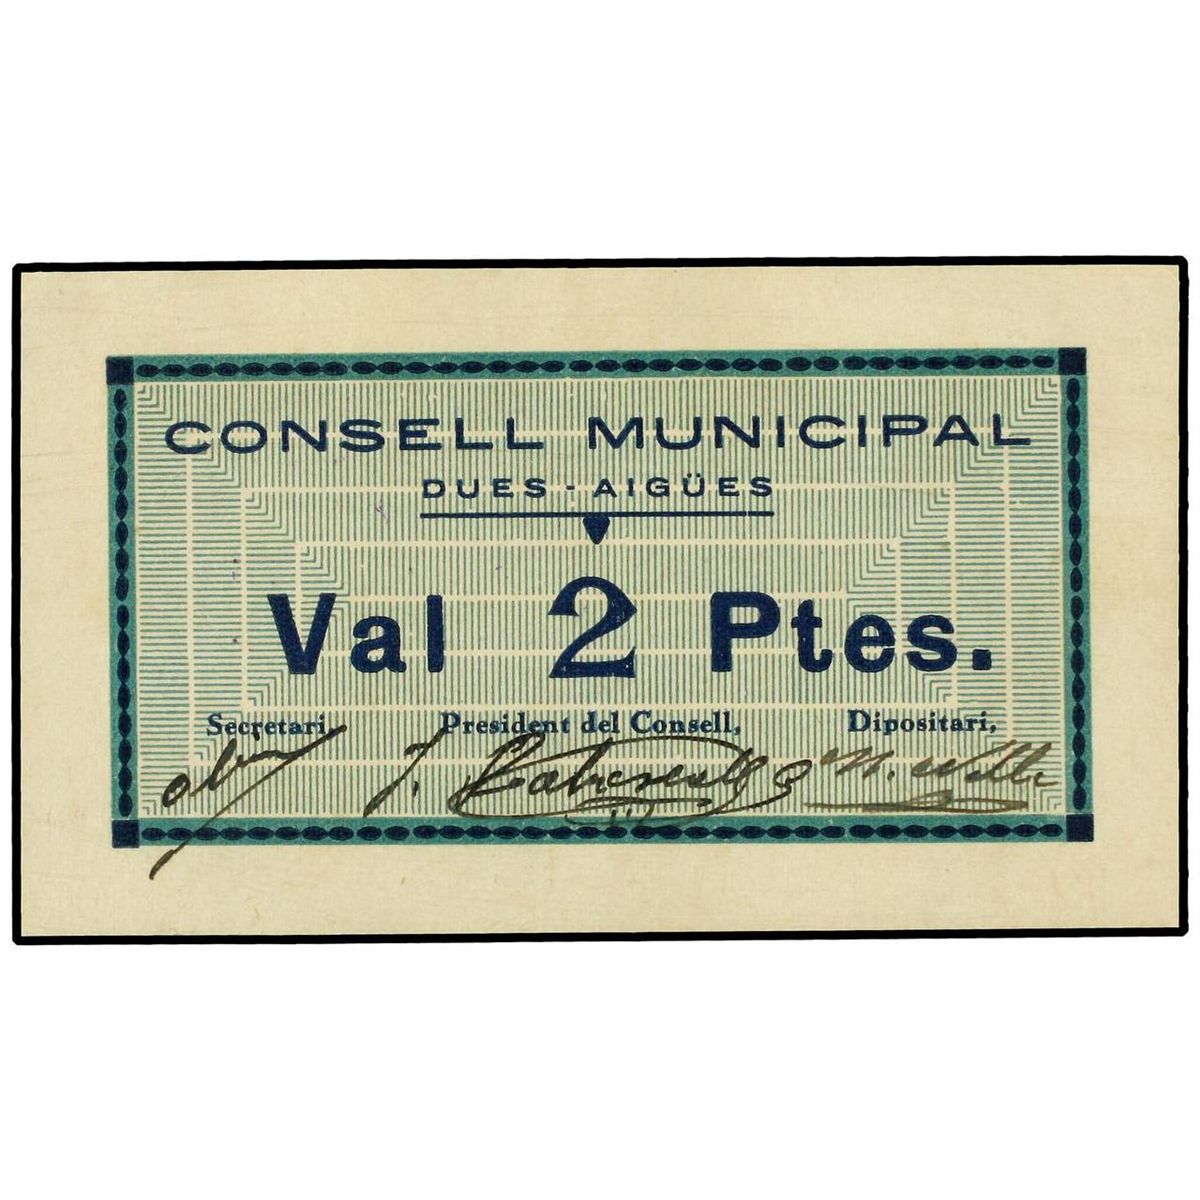 CONSELL MUNICIPAL
DUES-AIGÜES
Val 2 Ptes.
Secretari President del Consell, Dipositari,